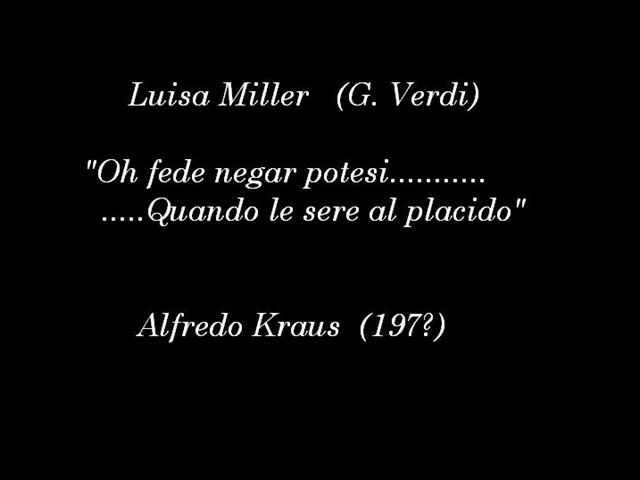 Luisa Miller (G. Verdi)
"Oh fede negar potesi...........
.....Quando le sere al placido"
Alfredo Kraus (197?)